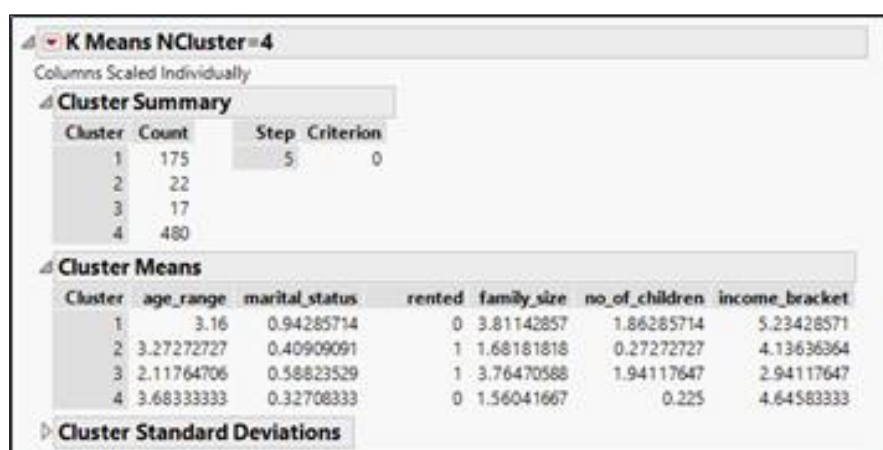 K Means NCluster=4
Columns Scaled Individually
Cluster Summary
Cluster Count Step Criterion
1 175 5 0
2 22
3 17
4 480
Cluster Means
Cluster age_range marital_status rented family_size no_of_children income_bracket
1 3.16 0.94285714 0 3.81142857 1.86285714 5.23428571
2 3.27272727 0.40909091 1 1.68181818 0.27272727 4.13636364
3 2.11764706 0.58823529 1 3.76470588 1.94117647 2.94117647
4 3.68333333 0.32708333 0 1.56041667 0.225 4.64583333
Cluster Standard Deviations